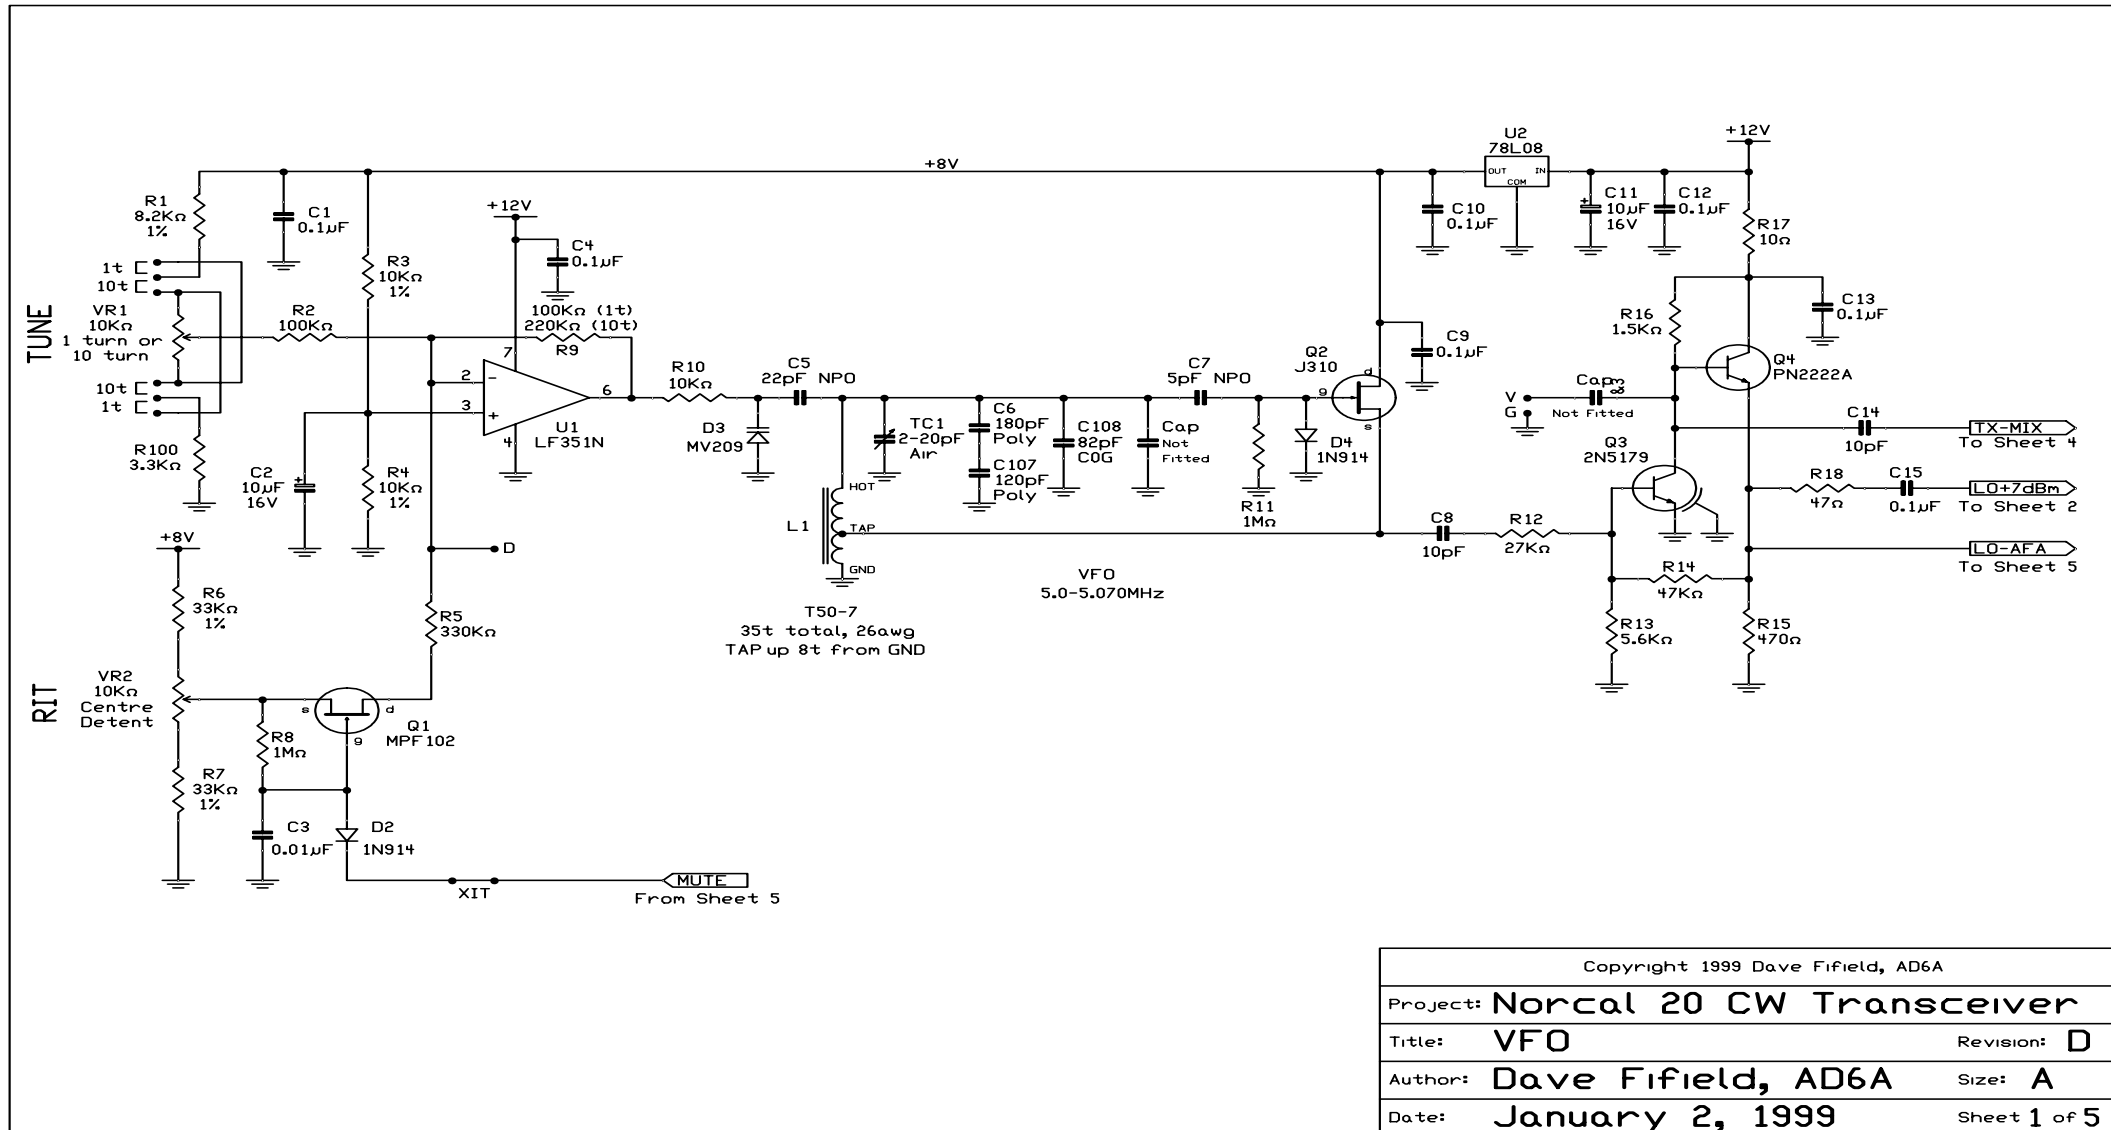 +8V
U2
78L08
OUT
IN
COM
+12V
R1
8.2KΩ
1%
C1
0.1µF
+12V
C4
0.1µF
C10
0.1µF
+
C11
10µF
16V
C12
0.1µF
R17
10Ω
1t
10t
R3
10KΩ
1%
TUNE
VR1
10KΩ
1 turn or
10 turn
R2
100KΩ
100KΩ (1t)
220KΩ (10t)
R9
C13
0.1µF
R16
1.5KΩ
10t
1t
7
2
-
3
+
6
4
U1
LF351N
R10
10KΩ
C5
22pF NPO
C7
5pF NPO
Q2
J310
d
g
s
C9
0.1µF
Q4
PN2222A
V
G
Cap
&3
Not Fitted
D3
MV209
TC1
2-20pF
Air
C6
180pF
Poly
C107
120pF
Poly
C108
82pF
C0G
Cap
Not
Fitted
D4
1N914
R11
1MΩ
Q3
2N5179
C14
10pF
TX-MIX
To Sheet 4
R100
3.3KΩ
C2
10µF
16V
+
R4
10KΩ
1%
HOT
L1
TAP
GND
R18
47Ω
C15
0.1µF
LO+7dBm
To Sheet 2
C8
10pF
R12
27KΩ
LO-AFA
To Sheet 5
D
+8V
VFO
5.0-5.070MHz
R14
47KΩ
R6
33KΩ
1%
R5
330KΩ
T50-7
35t total, 26awg
TAP up 8t from GND
R13
5.6KΩ
R15
470Ω
RIT
VR2
10KΩ
Centre
Detent
s
d
g
Q1
MPF102
R8
1MΩ
R7
33KΩ
1%
C3
0.01µF
D2
1N914
XIT
MUTE
From Sheet 5
Copyright 1999 Dave Fifield, AD6A
Project: Norcal 20 CW Transceiver
Title: VFO Revision: D
Author: Dave Fifield, AD6A Size: A
Date: January 2, 1999 Sheet 1 of 5